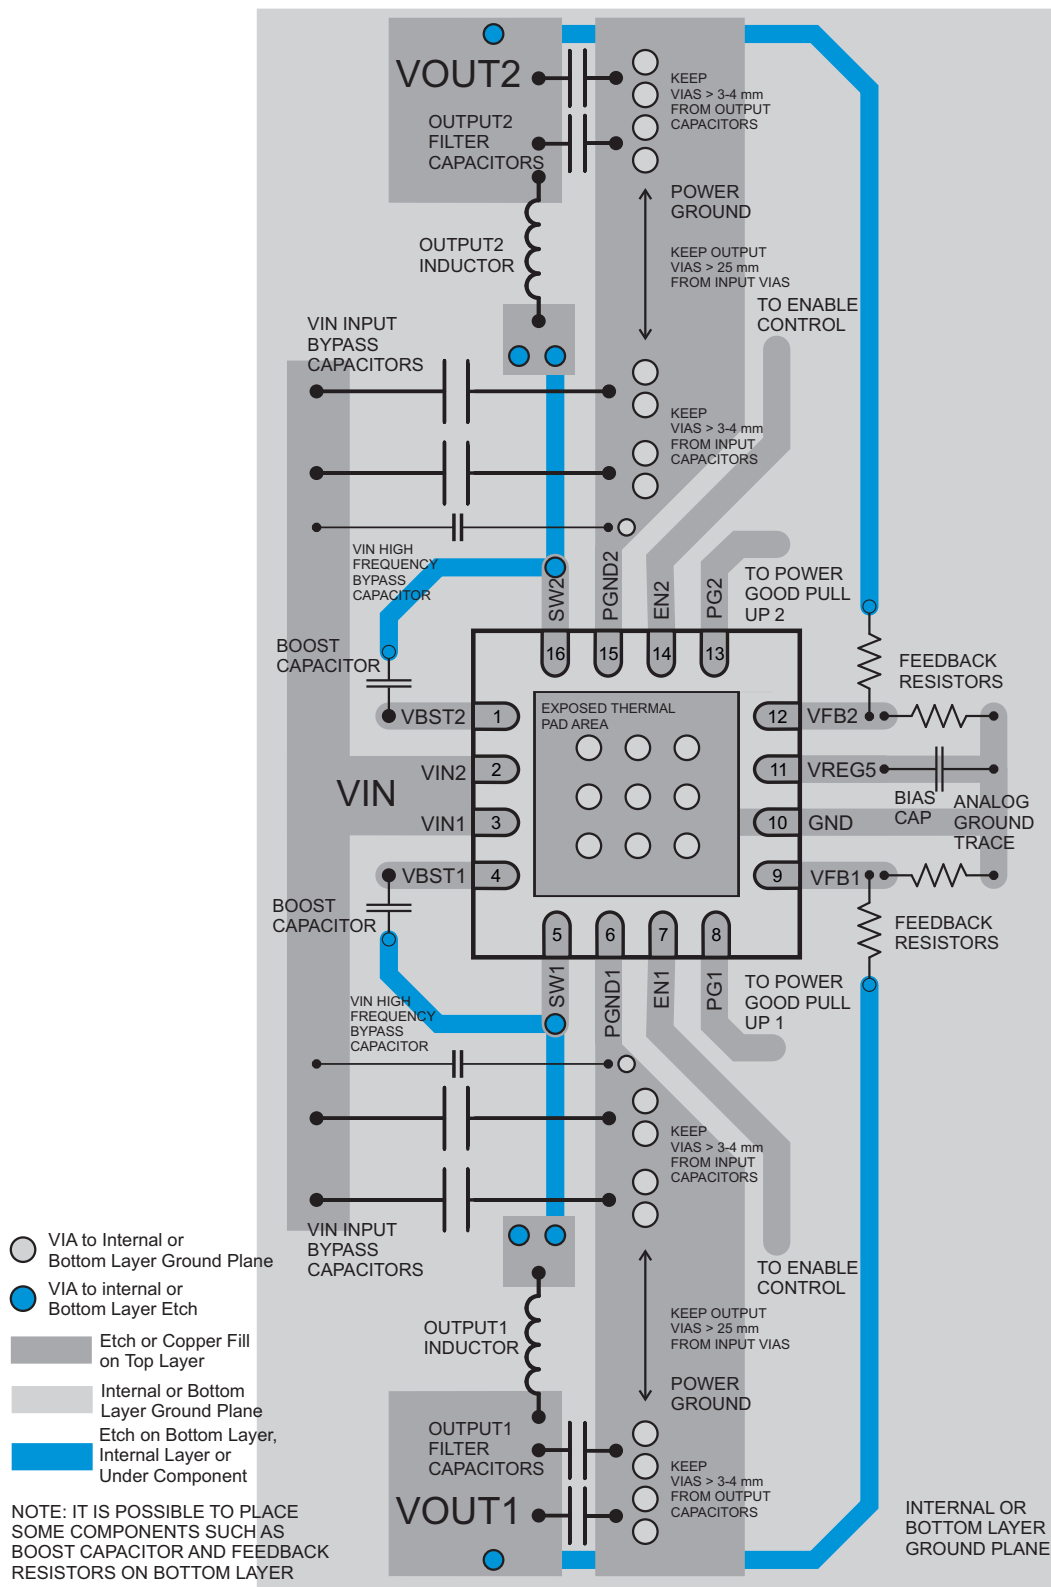 VOUT2
KEEP
VIAS > 3-4 mm
FROM OUTPUT
CAPACITORS
OUTPUT2
FILTER
CAPACITORS
POWER
GROUND
OUTPUT2
INDUCTOR
KEEP OUTPUT
VIAS > 25 mm
FROM INPUT VIAS
TO ENABLE
CONTROL
VIN INPUT
BYPASS
CAPACITORS
KEEP
VIAS > 3-4 mm
FROM INPUT
CAPACITORS
VIN HIGH
FREQUENCY
BYPASS
CAPACITOR
SW2
PGND2
EN2
PG2
TO POWER
GOOD PULL
UP 2
BOOST
CAPACITOR
16
15
14
13
FEEDBACK
RESISTORS
VBST2
1
EXPOSED THERMAL
PAD AREA
12
VFB2
VIN2
2
11
VREG5
VIN
BIAS
CAP
ANALOG
GROUND
TRACE
VIN1
3
10
GND
VBST1
4
9
VFB1
BOOST
CAPACITOR
5
6
7
8
FEEDBACK
RESISTORS
SW1
PGND1
EN1
PG1
TO POWER
GOOD PULL
UP 1
VIN HIGH
FREQUENCY
BYPASS
CAPACITOR
KEEP
VIAS > 3-4 mm
FROM INPUT
CAPACITORS
VIN INPUT
BYPASS
CAPACITORS
TO ENABLE
CONTROL
KEEP OUTPUT
VIAS > 25 mm
FROM INPUT VIAS
OUTPUT1
INDUCTOR
POWER
GROUND
OUTPUT1
FILTER
CAPACITORS
KEEP
VIAS > 3-4 mm
FROM OUTPUT
CAPACITORS
VOUT1
INTERNAL OR
BOTTOM LAYER
GROUND PLANE
VIA to Internal or
Bottom Layer Ground Plane
VIA to internal or
Bottom Layer Etch
Etch or Copper Fill
on Top Layer
Internal or Bottom
Layer Ground Plane
Etch on Bottom Layer,
Internal Layer or
Under Component
NOTE: IT IS POSSIBLE TO PLACE
SOME COMPONENTS SUCH AS
BOOST CAPACITOR AND FEEDBACK
RESISTORS ON BOTTOM LAYER